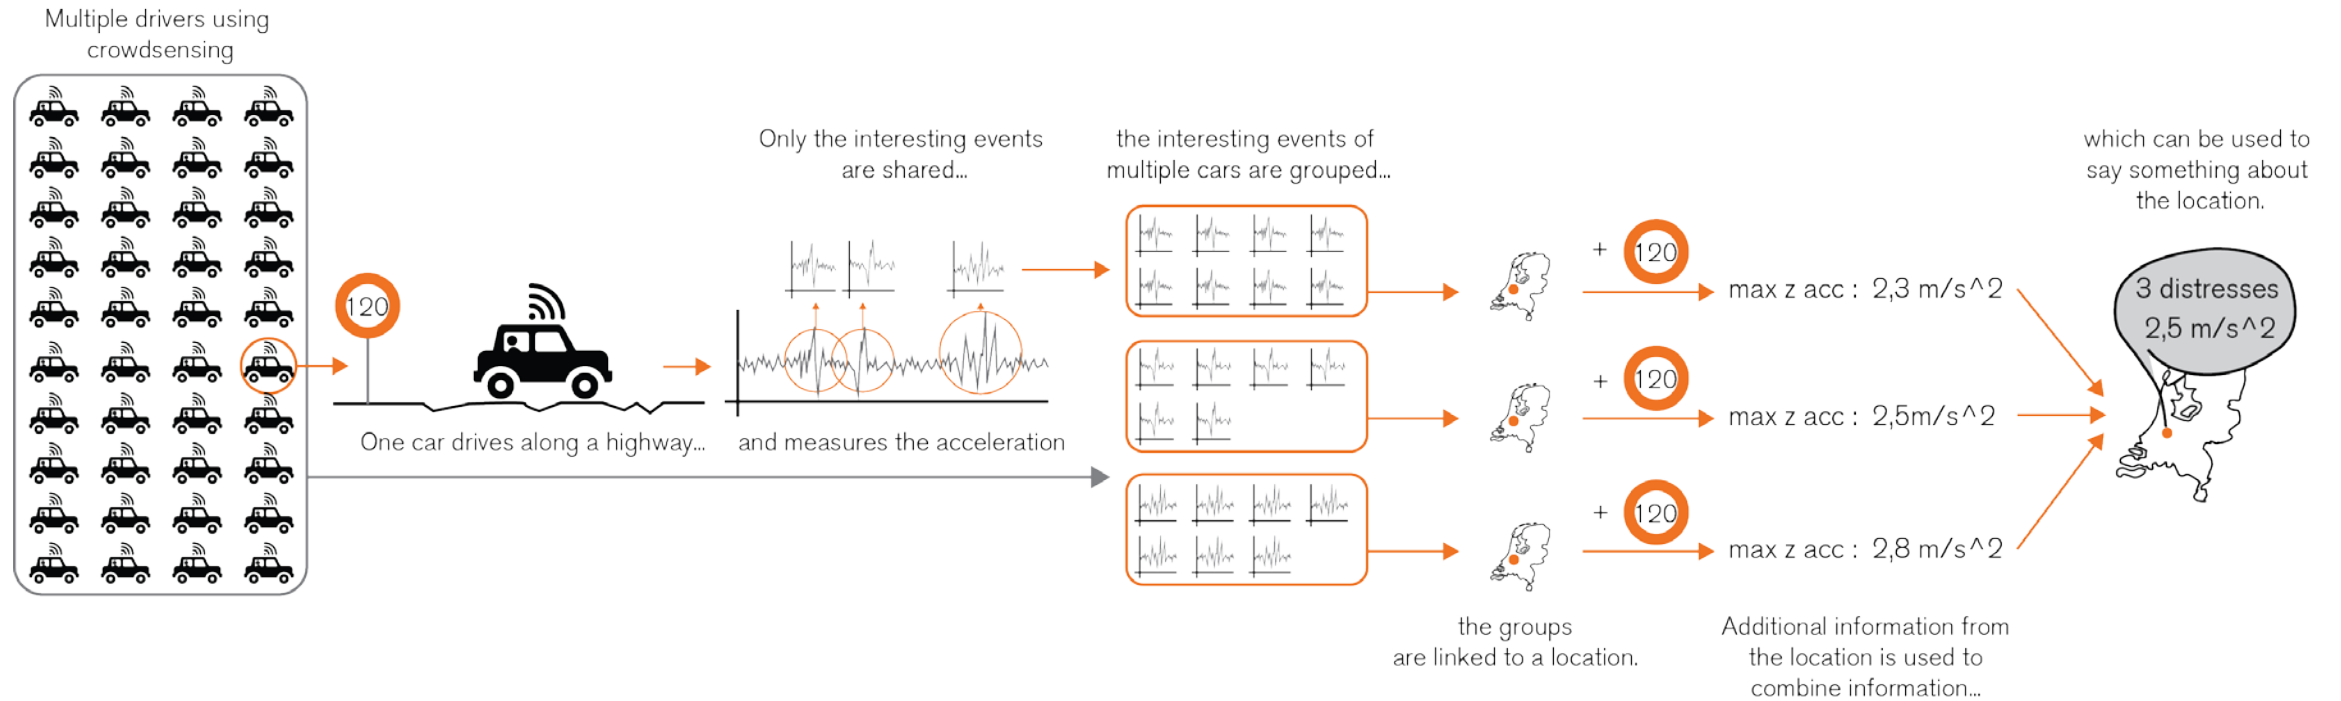 Multiple drivers using
crowdsensing
120
One car drives along a highway...
and measures the acceleration
Only the interesting events
are shared...
the interesting events of
multiple cars are grouped...
+ 120
max z acc : 2,3 m/s^2
+ 120
max z acc : 2,5m/s^2
+ 120
max z acc : 2,8 m/s^2
the groups
are linked to a location.
Additional information from
the location is used to
combine information...
which can be used to
say something about
the location.
3 distresses
2,5 m/s^2